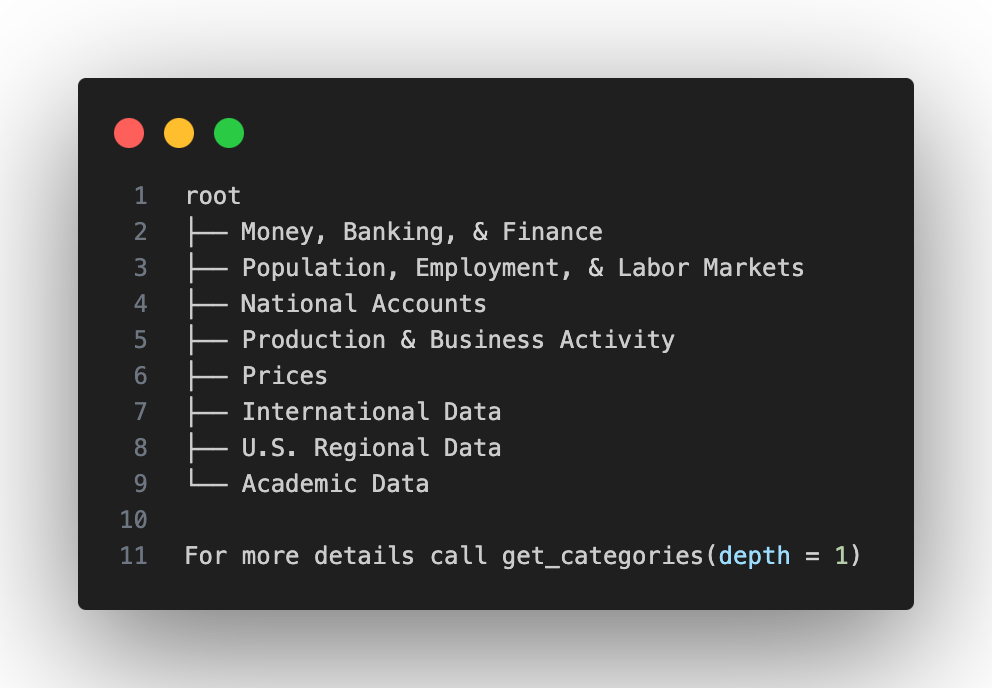 1 root
2 ├── Money, Banking, & Finance
3 ├── Population, Employment, & Labor Markets
4 ├── National Accounts
5 ├── Production & Business Activity
6 ├── Prices
7 ├── International Data
8 ├── U.S. Regional Data
9 └── Academic Data
10
11 For more details call get_categories(depth = 1)